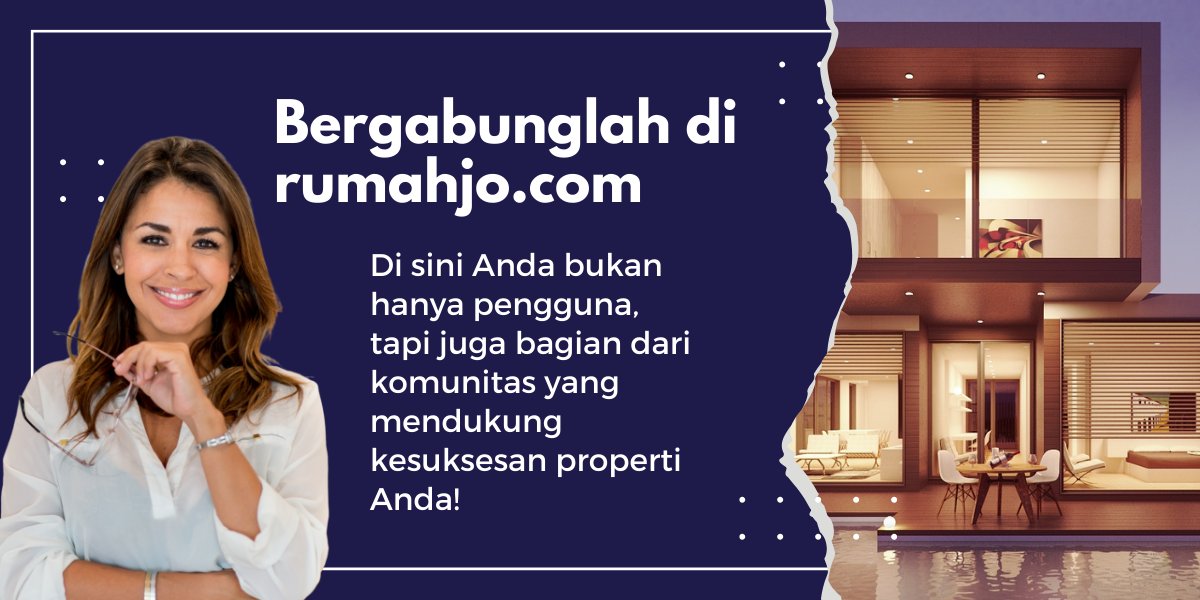 Bergabunglah di
rumahjo.com
Di sini Anda bukan
hanya pengguna,
tapi juga bagian dari
komunitas yang
mendukung
kesuksesan properti
Anda!